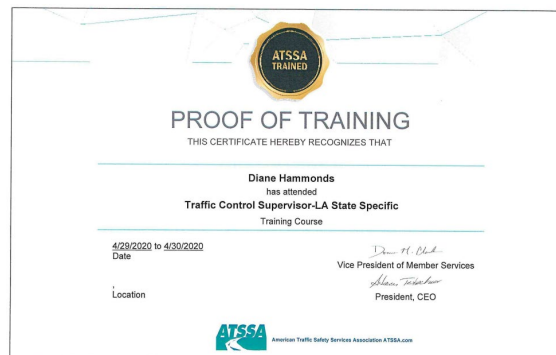 ATSSA
TRAINED
PROOF OF TRAINING
THIS CERTIFICATE HEREBY RECOGNIZES THAT
Diane Hammonds
has attended
Traffic Control Supervisor-LA State Specific
Training Course
4/29/2020 to 4/30/2020
Date
Vice President of Member Services
,
Location
President, CEO
ATSSA
American Traffic Safety Services Association ATSSA.com